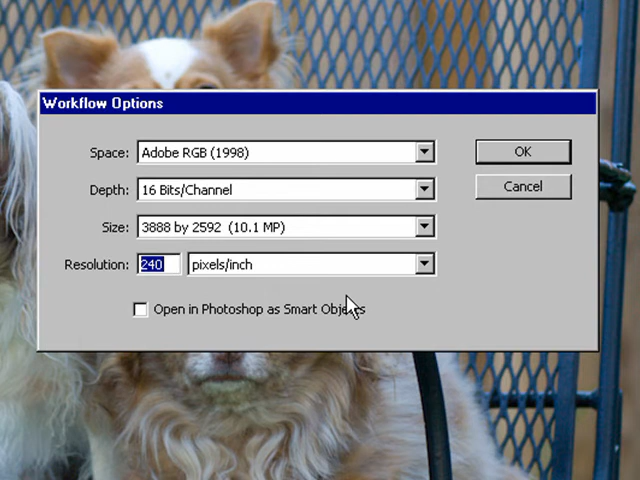 Workflow Options
Space: Adobe RGB (1998) OK
Depth: 16 Bits/Channel Cancel
Size: 3888 by 2592 (10.1 MP)
Resolution: 240 pixels/inch
Open in Photoshop as Smart Objects